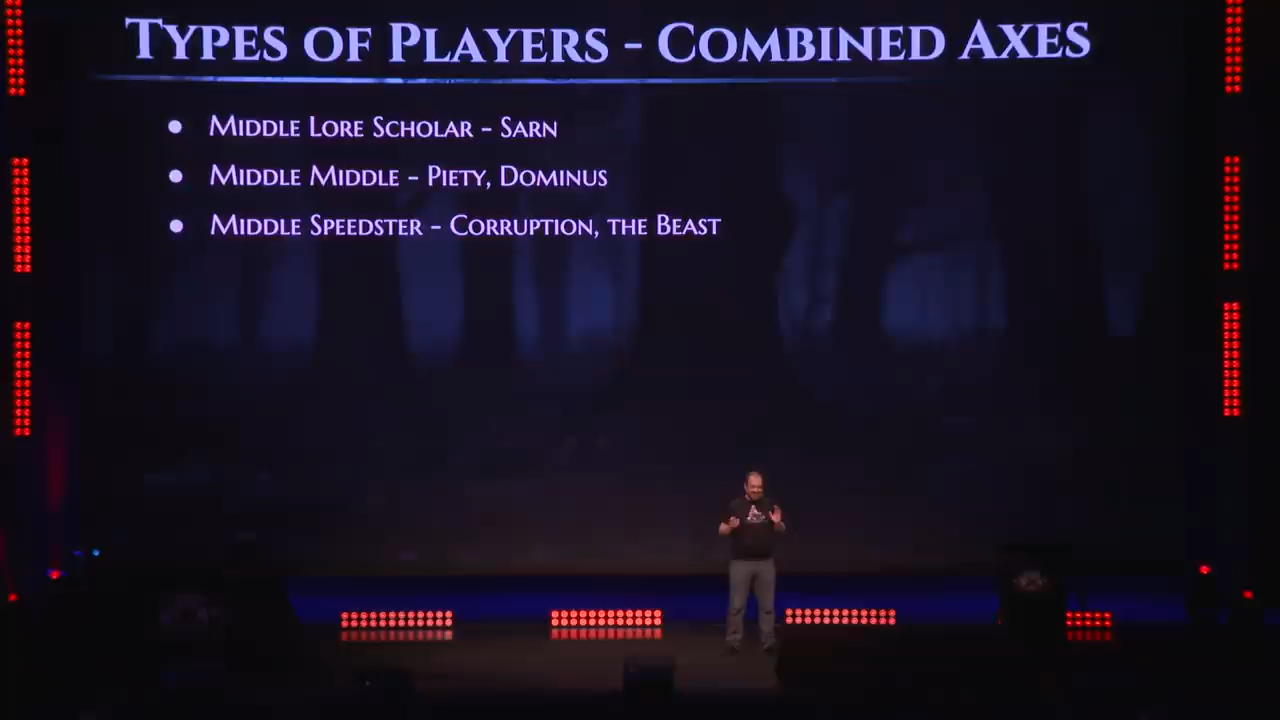 Types of Players - Combined Axes
• Middle Lore Scholar - Sarn
• Middle Middle - Piety, Dominus
• Middle Speedster - Corruption, the Beast